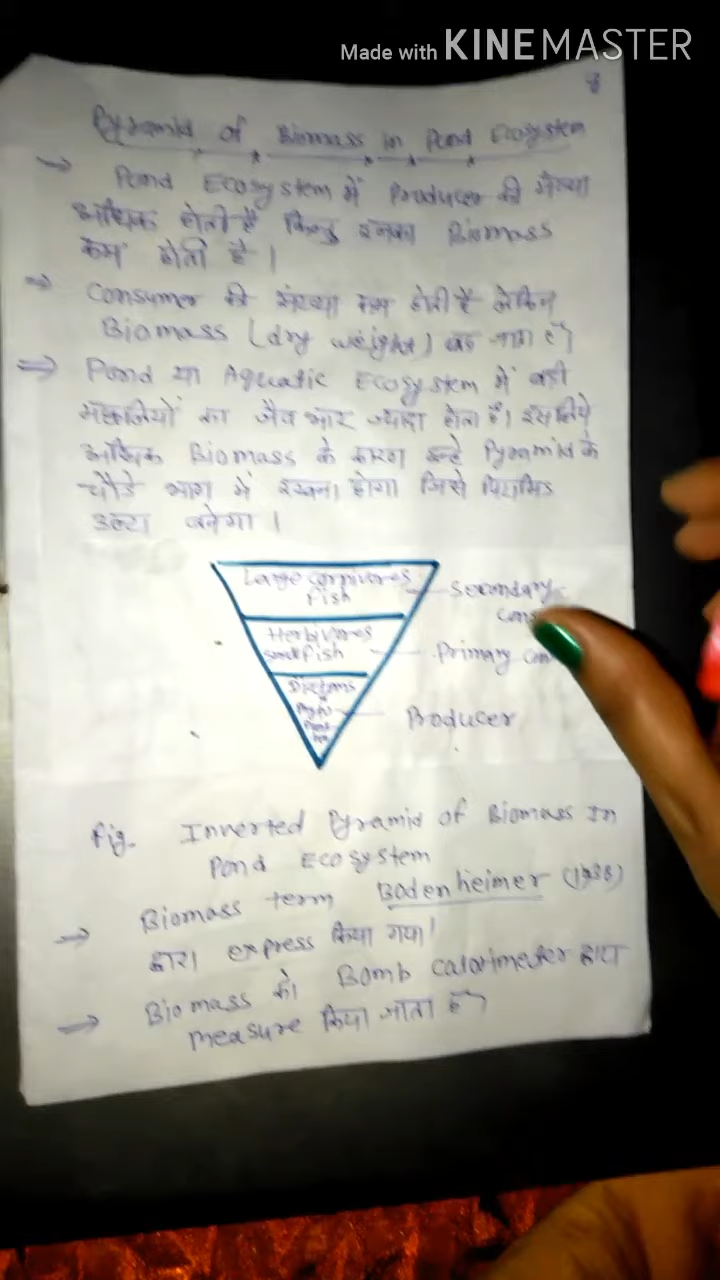 Made with KINEMASTER
Pyramid of Biomass in Pond Ecosystem
→ Pond Ecosystem में Producer की संख्या
अधिक होती है किन्तु इनका Biomass
कम होती है।
⇒ Consumer की संख्या कम होती है लेकिन
Biomass (dry weight) बढ़ जाता है
⇒ Pond या Aquatic Ecosystem में बड़ी
मछलियों का जैव भार ज्यादा होता है। इसलिये
अधिक Biomass के कारण इन्हे Pyramid के
चौडे भाग में रखना होगा जिसे पिरामिड
उल्टा बनेगा।
Large carnivores
fish
Secondary
cons
Herbivores
small fish
Primary con
Diatoms
Producer
Fig. Inverted Pyramid of Biomass In
Pond Ecosystem
→ Biomass term Bodenheimer
द्वारा express किया गया।
⇒ Biomass को Bomb calorimeter द्वारा
measure किया जाता है